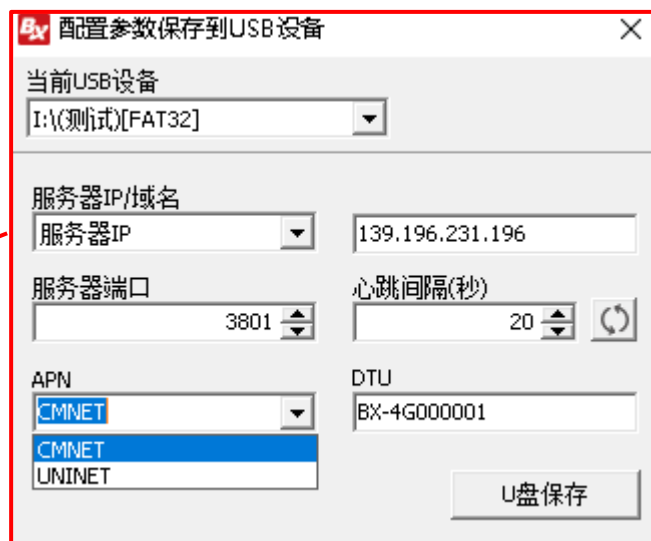 BX 配置参数保存到USB设备
当前USB设备
I:\(测试)[FAT32]
服务器IP/域名
服务器IP 139.196.231.196
服务器端口 心跳间隔(秒)
3801 20
APN DTU
CMNET BX-4G000001
CMNET
UNINET
U盘保存